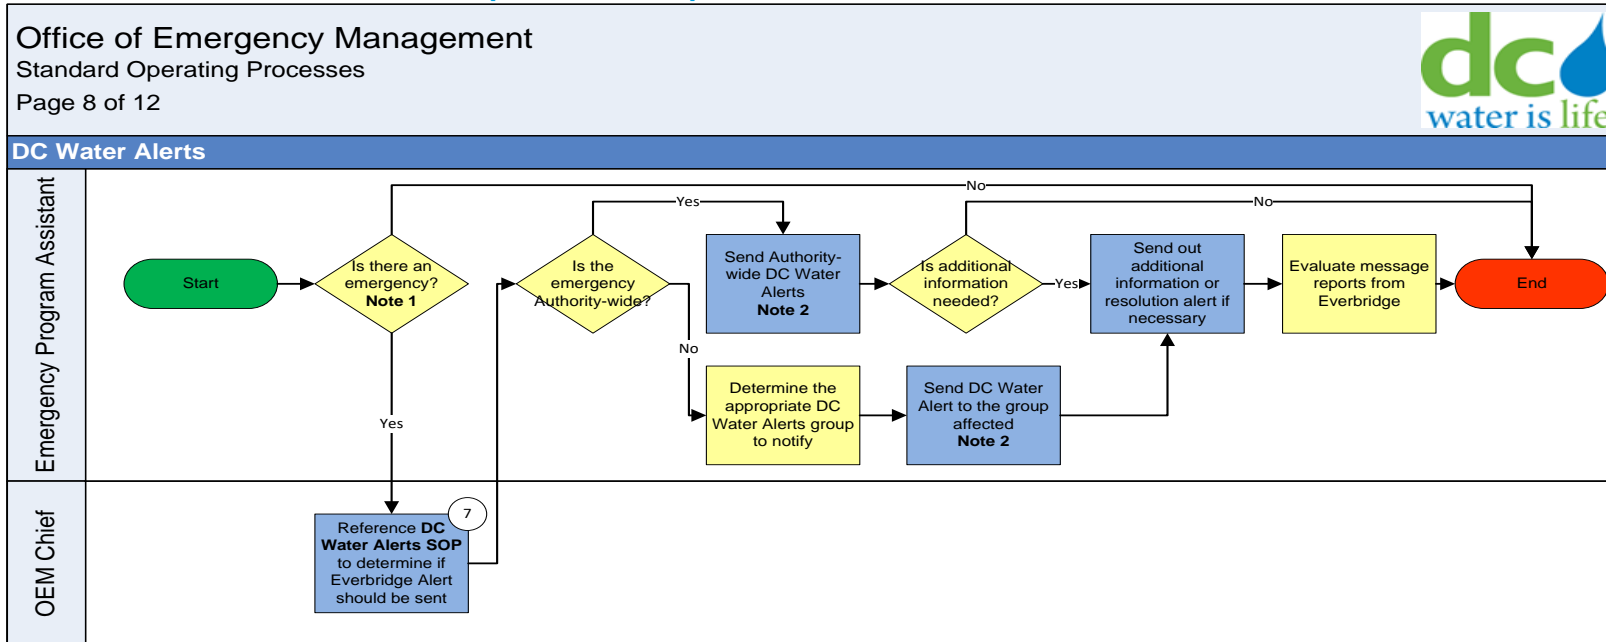 Office of Emergency Management
Standard Operating Processes
Page 8 of 12
dc
water is life
DC Water Alerts
Emergency Program Assistant
Start
Is there an
emergency?
Note 1
No
Yes
Is the
emergency
Authority-wide?
Yes
No
Send Authority-
wide DC Water
Alerts
Note 2
Is additional
information
needed?
No
Yes
Send out
additional
information or
resolution alert if
necessary
Evaluate message
reports from
Everbridge
End
Determine the
appropriate DC
Water Alerts group
to notify
Send DC Water
Alert to the group
affected
Note 2
OEM Chief
7
Reference DC
Water Alerts SOP
to determine if
Everbridge Alert
should be sent